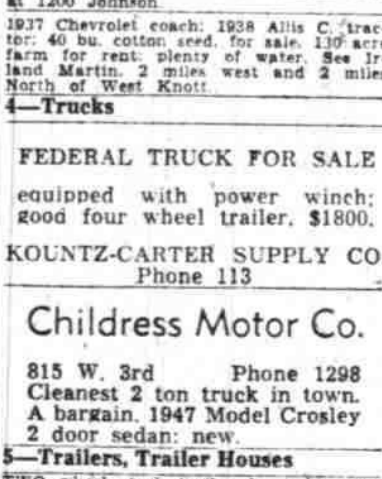 at 1200 Johnson.
1937 Chevrolet coach; 1938 Allis C. trac-
tor; 40 bu. cotton seed. for sale. 130 acre
farm for rent; plenty of water. See Ir
land Martin. 2 miles west and 2 miles
North of West Knott.
4—Trucks
FEDERAL TRUCK FOR SALE
equipped with power winch;
good four wheel trailer. $1800.
KOUNTZ-CARTER SUPPLY CO
Phone 113
Childress Motor Co.
815 W. 3rd Phone 1298
Cleanest 2 ton truck in town.
A bargain. 1947 Model Crosley
2 door sedan; new.
5—Trailers, Trailer Houses